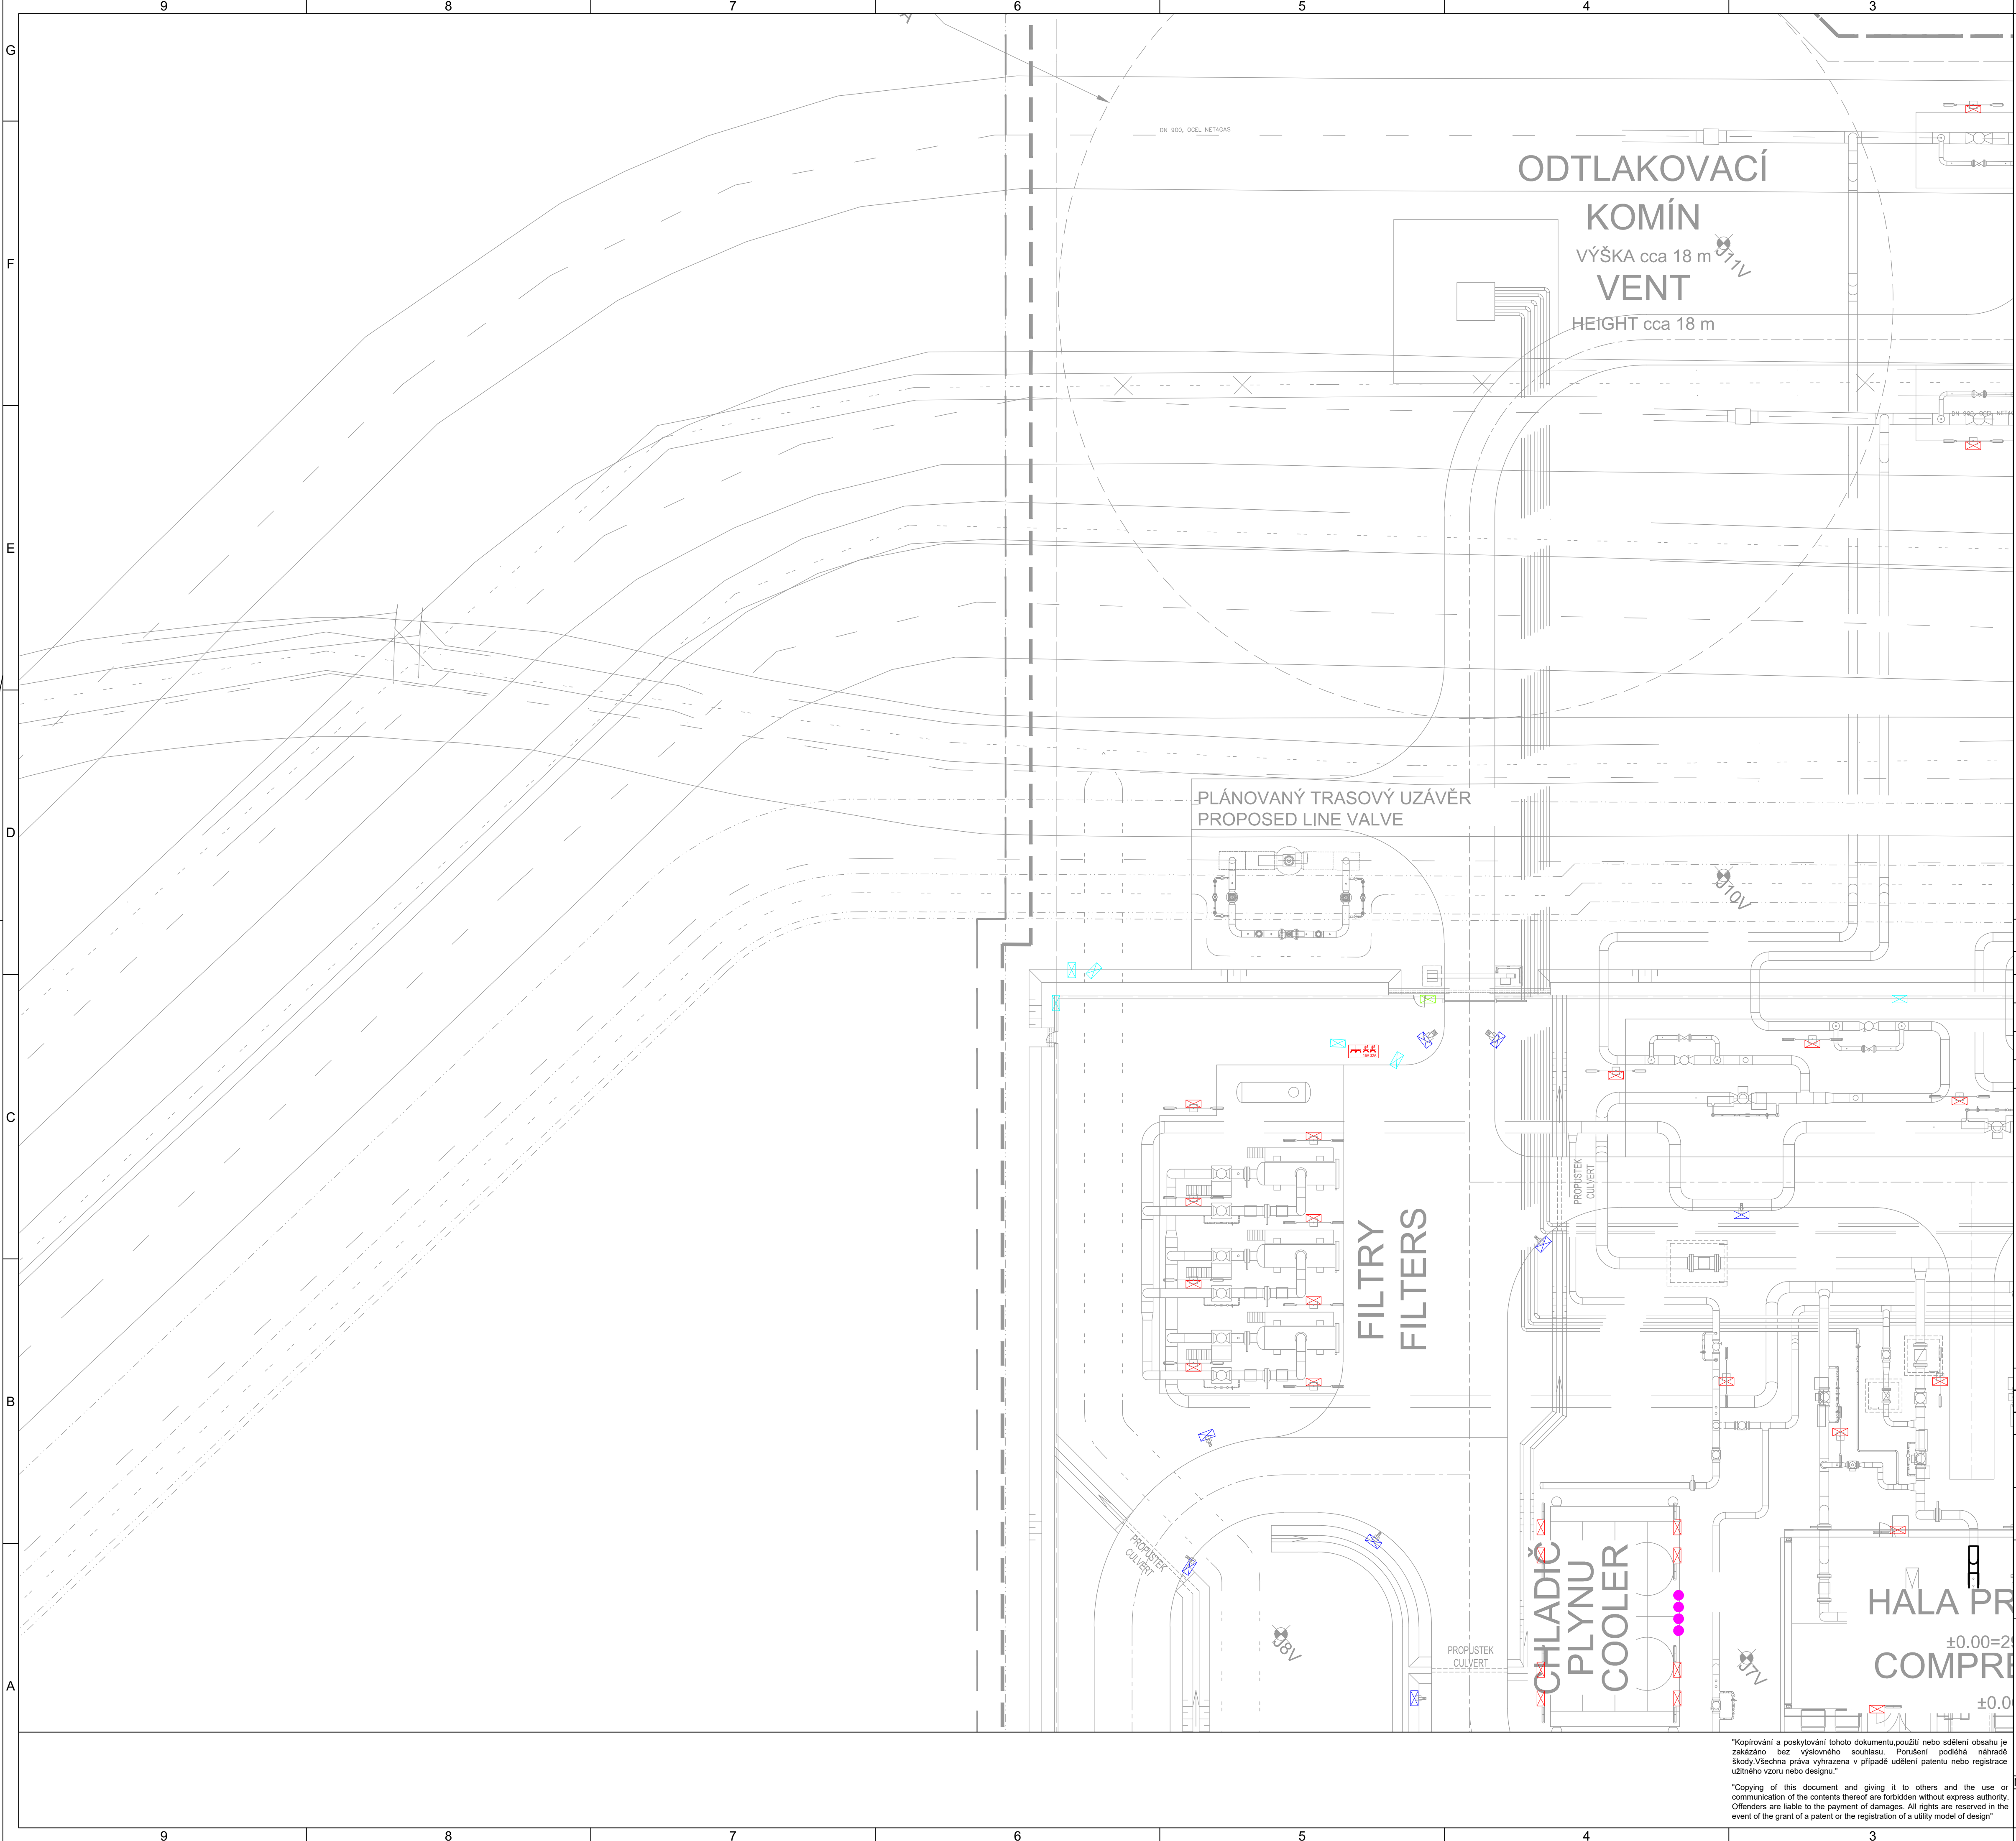 9 8 7 6 5 4 3
G
DN 900, OCEL NET4GAS
ODTLAKOVACÍ
KOMÍN
VÝŠKA cca 18 m
J11V
VENT
HEIGHT cca 18 m
F
DN 900, OCEL
E
PLÁNOVANÝ TRASOVÝ UZÁVĚR
PROPOSED LINE VALVE
D
J10V
C
PROPUSTEK
CULVERT
FILTRY
FILTERS
B
PROPUSTEK
CULVERT
CHLADIČ
PLYNU
COOLER
HALA PR
±0.00=29
COMPRE
±0.0
J8V
PROPUSTEK
CULVERT
J7V
A
"Kopírování a poskytování tohoto dokumentu,použití nebo sdělení obsahu je
zakázáno bez výslovného souhlasu. Porušení podléhá náhradě
škody.Všechna práva vyhrazena v případě udělení patentu nebo registrace
užitného vzoru nebo designu."
"Copying of this document and giving it to others and the use or
communication of the contents thereof are forbidden without express authority.
Offenders are liable to the payment of damages. All rights are reserved in the
event of the grant of a patent or the registration of a utility model of design"
9 8 7 6 5 4 3